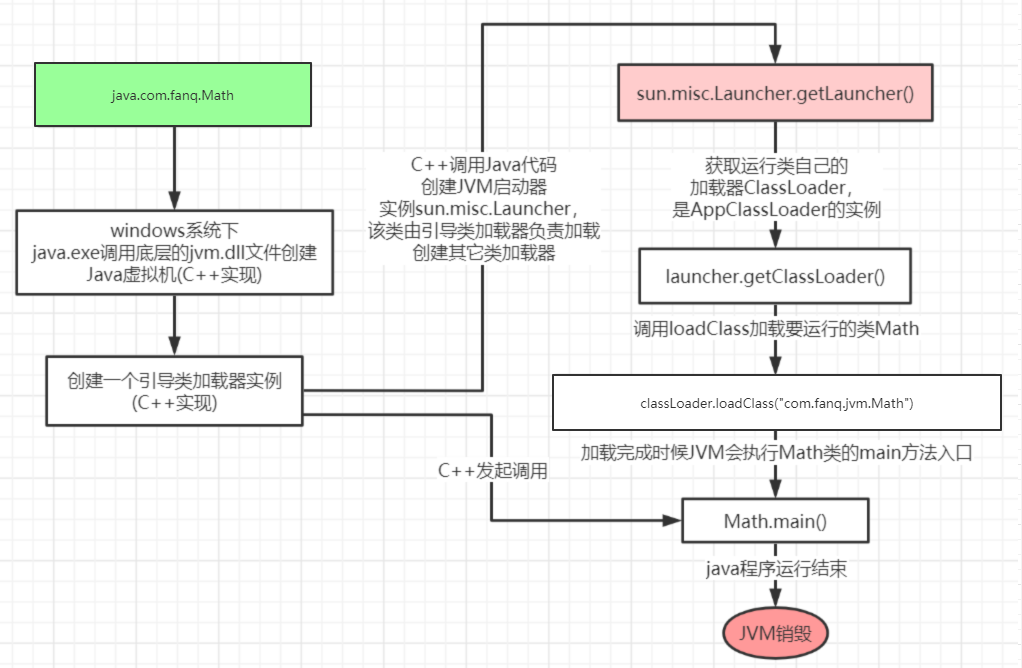 java.com.fanq.Math
windows系统下
java.exe调用底层的jvm.dll文件创建
Java虚拟机(C++实现)
创建一个引导类加载器实例
(C++实现)
C++调用Java代码
创建JVM启动器
实例sun.misc.Launcher，
该类由引导类加载器负责加载
创建其它类加载器
C++发起调用
sun.misc.Launcher.getLauncher()
获取运行类自己的
加载器ClassLoader，
是AppClassLoader的实例
launcher.getClassLoader()
调用loadClass加载要运行的类Math
classLoader.loadClass("com.fanq.jvm.Math")
加载完成时候JVM会执行Math类的main方法入口
Math.main()
java程序运行结束
JVM销毁